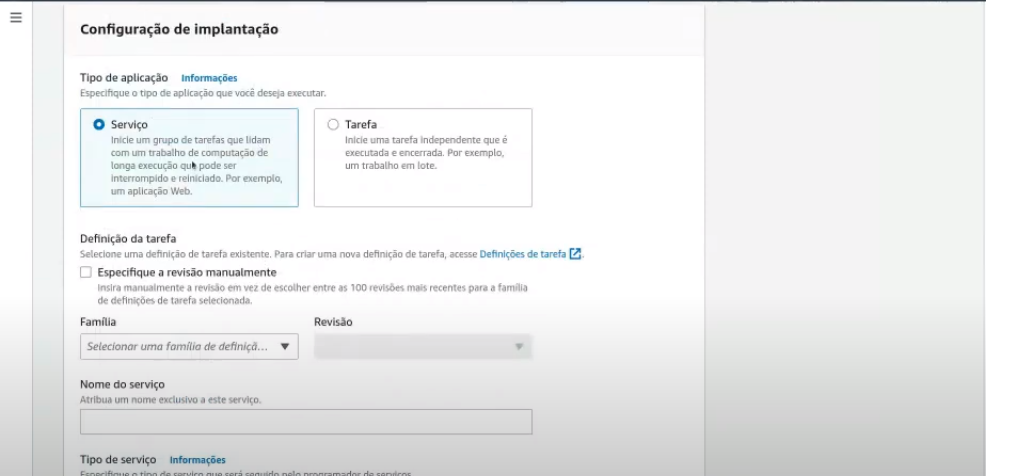 Configuração de implantação
Tipo de aplicação Informações
Especifique o tipo de aplicação que você deseja executar.
Serviço
Inicie um grupo de tarefas que lidam
com um trabalho de computação de
longa execução que pode ser
interrompido e reiniciado. Por exemplo,
um aplicação Web.
Tarefa
Inicie uma tarefa independente que é
executada e encerrada. Por exemplo,
um trabalho em lote.
Definição da tarefa
Selecione uma definição de tarefa existente. Para criar uma nova definição de tarefa, acesse Definições de tarefa.
Especifique a revisão manualmente
Insira manualmente a revisão em vez de escolher entre as 100 revisões mais recentes para a família
de definições de tarefa selecionada.
Família
Revisão
Selecionar uma família de definiçã...
Nome do serviço
Atribua um nome exclusivo a este serviço.
Tipo de serviço Informações
Especifique o tipo de serviço que será seguido pelo programador de serviços.